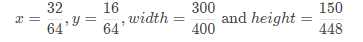 x = 32/64, y = 16/64, width = 300/400 and height = 150/448